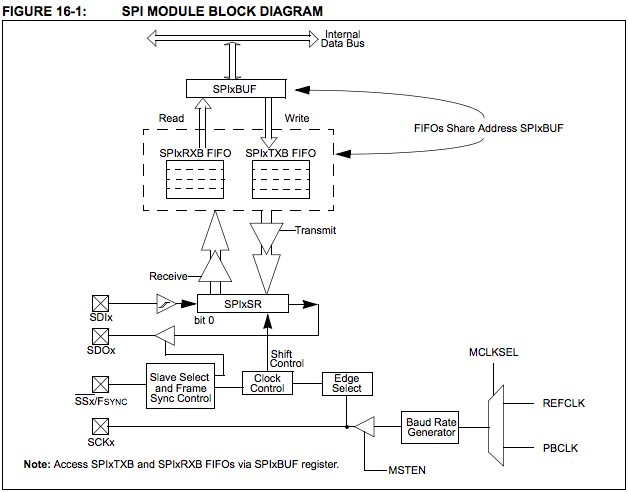 FIGURE 16-1: SPI MODULE BLOCK DIAGRAM
Internal
Data Bus
SPIxBUF
Read
Write
FIFOs Share Address SPIxBUF
SPIxRXB FIFO
SPIxTXB FIFO
Transmit
Receive
SPIxSR
SDIx
bit 0
SDOx
Shift
Control
MCLKSEL
Slave Select
and Frame
Sync Control
Clock
Control
Edge
Select
SSx/FSYNC
REFCLK
Baud Rate
Generator
SCKx
PBCLK
Note: Access SPIxTXB and SPIxRXB FIFOs via SPIxBUF register.
MSTEN